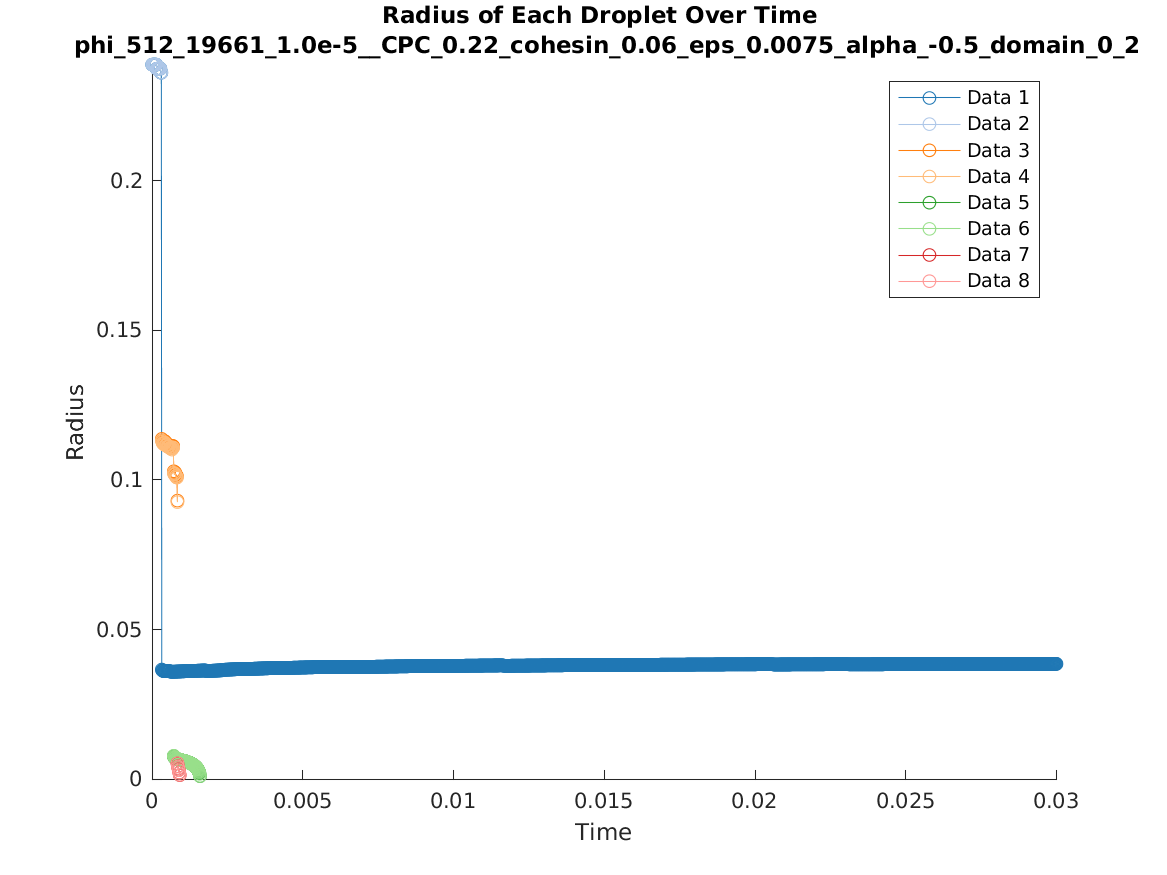 Radius of Each Droplet Over Time
phi_512_19661_1.0e-5__CPC_0.22_cohesin_0.06_eps_0.0075_alpha_-0.5_domain_0_2
Data 1
Data 2
Data 3
Data 4
Data 5
Data 6
Data 7
Data 8
Radius
0.2
0.15
0.1
0.05
0
0
0.005
0.01
0.015
0.02
0.025
0.03
Time